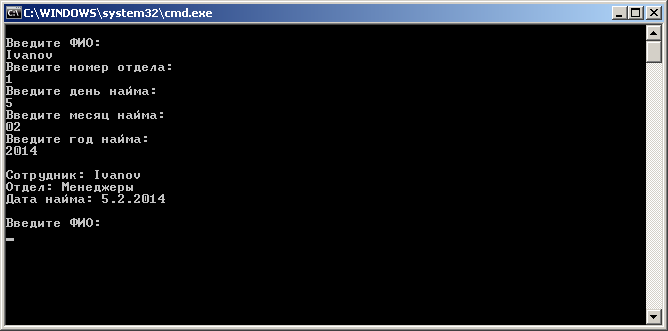 C:\WINDOWS\system32\cmd.exe
Введите ФИО:
Ivanov
Введите номер отдела:
1
Введите день найма:
5
Введите месяц найма:
02
Введите год найма:
2014
Сотрудник: Ivanov
Отдел: Менеджеры
Дата найма: 5.2.2014
Введите ФИО: